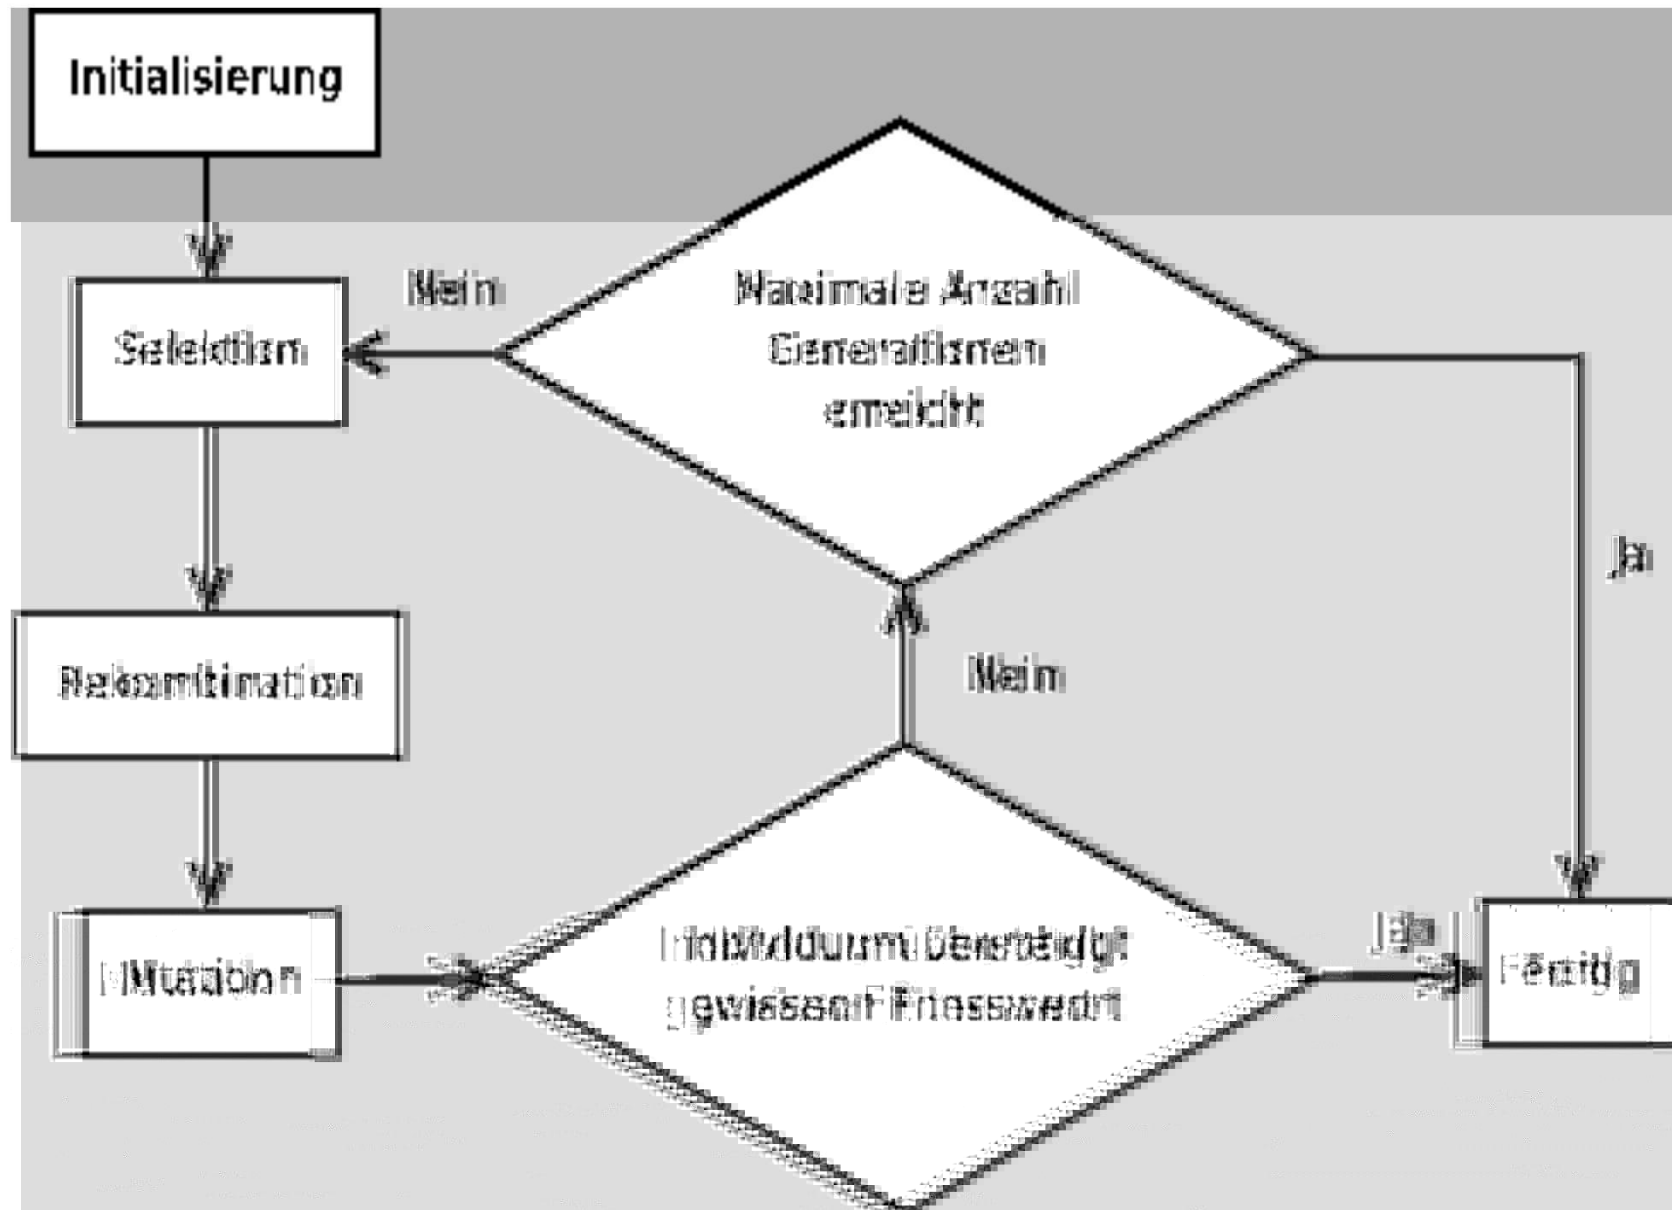 Initialisierung
Nein
Maximale Anzahl
Generationen
erreicht
Selektion
Ja
Rekombination
Nein
Individuum übersteigt
gewissen Fitnesswert
Ja
Mutation
Fertig